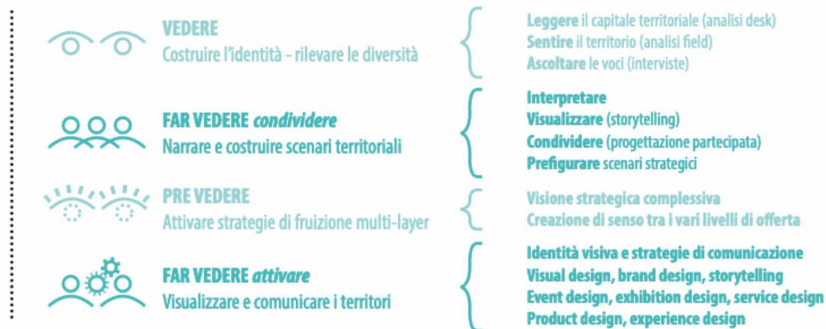 VEDERE
Costruire l'identità - rilevare le diversità
Leggere il capitale territoriale (analisi desk)
Sentire il territorio (analisi field)
Ascoltare le voci (interviste)
FAR VEDERE condividere
Narrare e costruire scenari territoriali
Interpretare
Visualizzare (storytelling)
Condividere (progettazione partecipata)
Prefigurare scenari strategici
PRE VEDERE
Attivare strategie di fruizione multi-layer
Visione strategica complessiva
Creazione di senso tra i vari livelli di offerta
FAR VEDERE attivare
Visualizzare e comunicare i territori
Identità visiva e strategie di comunicazione
Visual design, brand design, storytelling
Event design, exhibition design, service design
Product design, experience design